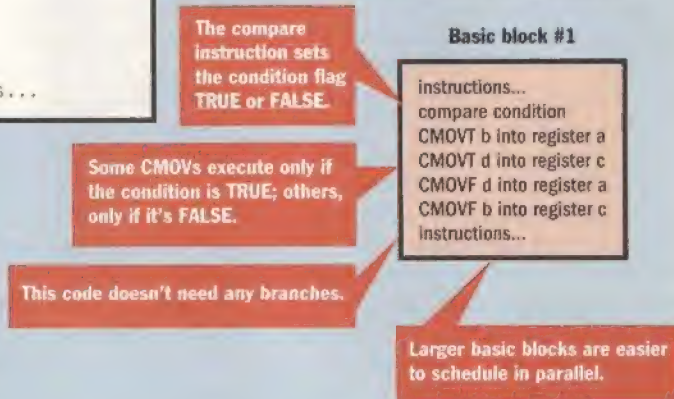 s...
The compare
instruction sets
the condition flag
TRUE or FALSE.
Some CMOVs execute only if
the condition is TRUE; others,
only if it's FALSE.
This code doesn't need any branches.
Basic block #1
instructions...
compare condition
CMOVT b into register a
CMOVT d into register c
CMOVF d into register a
CMOVF b into register c
instructions...
Larger basic blocks are easier
to schedule in parallel.